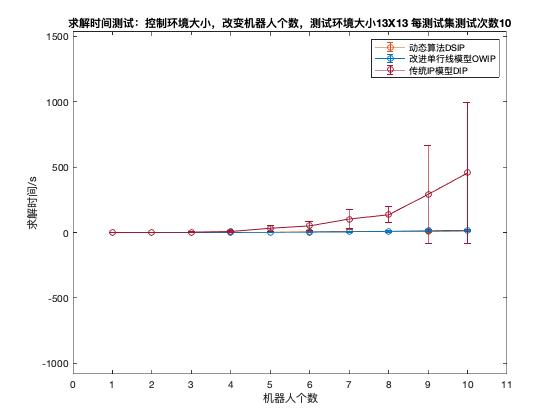 求解时间测试：控制环境大小，改变机器人个数，测试环境大小13X13 每测试集测试次数10
1500
1000
500
0
-500
-1000
求解时间/s
动态算法DSIP
改进单行线模型OWIP
传统IP模型DIP
0 1 2 3 4 5 6 7 8 9 10 11
机器人个数